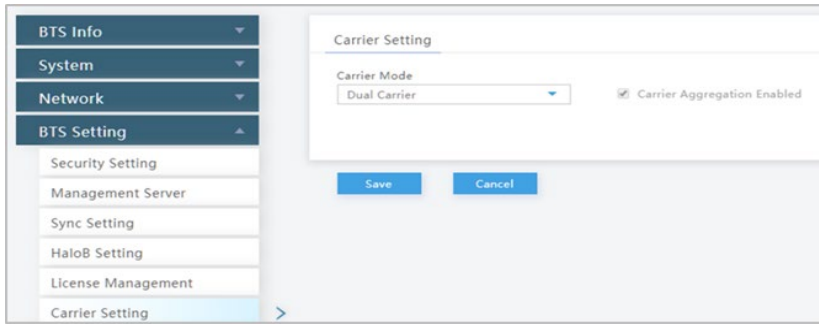 BTS Info
System
Network
BTS Setting
Security Setting
Management Server
Sync Setting
HaloB Setting
License Management
Carrier Setting
Carrier Setting
Carrier Mode
Dual Carrier
Carrier Aggregation Enabled
Save
Cancel